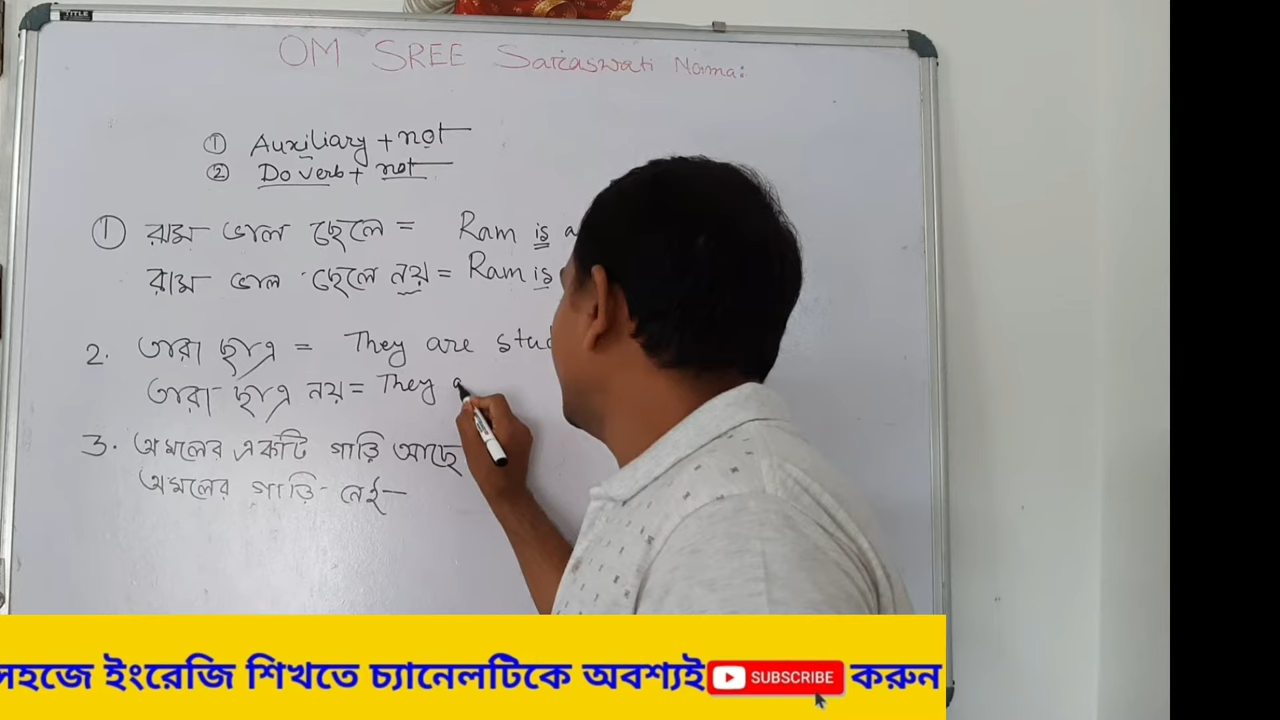 TITLE
OM SREE Saraswati Nama:
① Auxiliary + not
② Do verb + not
① রাম ভাল ছেলে = Ram is a
রাম ভাল ছেলে নয় = Ram is
2. তারা ছাত্র = They are stud
তারা ছাত্র নয় = They a
3. অমলের একটি গাড়ি আছে
অমলের গাড়ি নেই
সহজে ইংরেজি শিখতে চ্যানেলটিকে অবশ্যই SUBSCRIBE করুন